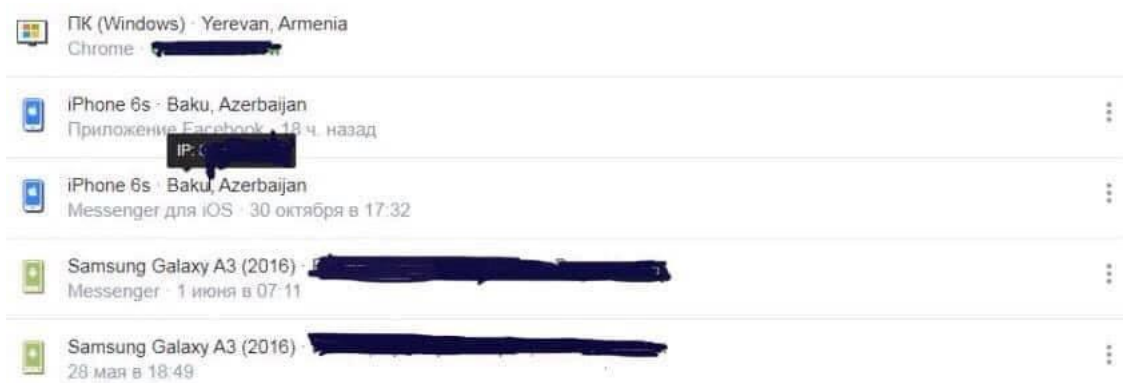 ПК (Windows) · Yerevan, Armenia
Chrome ·
iPhone 6s · Baku, Azerbaijan
Приложение Facebook · 18 ч. назад
IP:
iPhone 6s · Baku, Azerbaijan
Messenger для iOS · 30 октября в 17:32
Samsung Galaxy A3 (2016) ·
Messenger · 1 июня в 07:11
Samsung Galaxy A3 (2016) ·
28 мая в 18:49